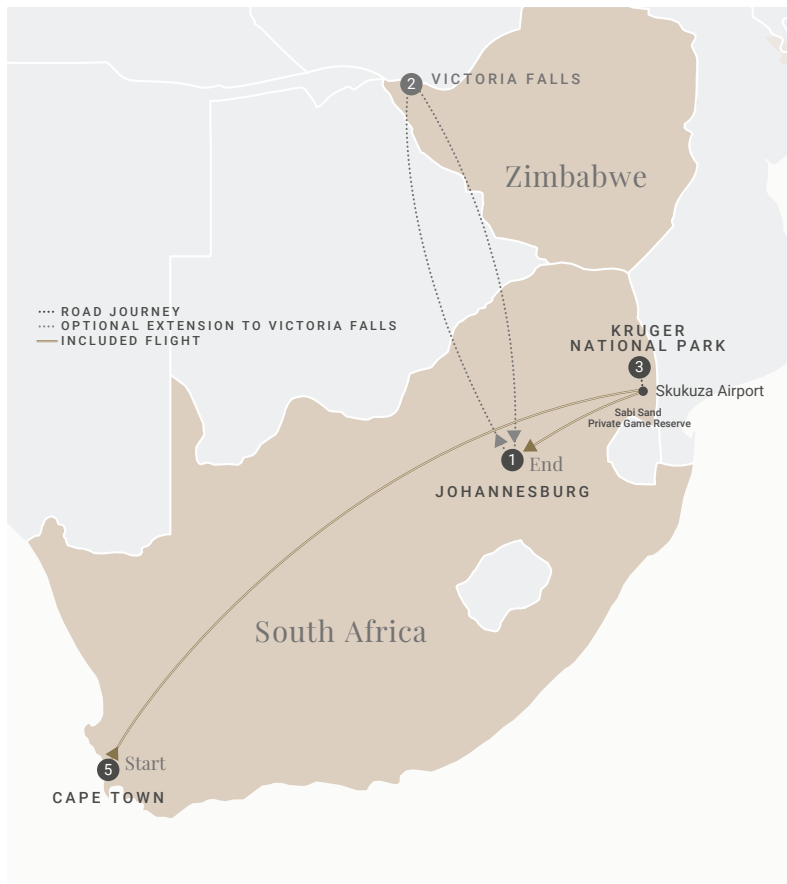 2
VICTORIA FALLS
Zimbabwe
ROAD JOURNEY
OPTIONAL EXTENSION TO VICTORIA FALLS
INCLUDED FLIGHT
KRUGER
NATIONAL PARK
3
Skukuza Airport
Sabi Sand
Private Game Reserve
1
End
JOHANNESBURG
South Africa
5
Start
CAPE TOWN